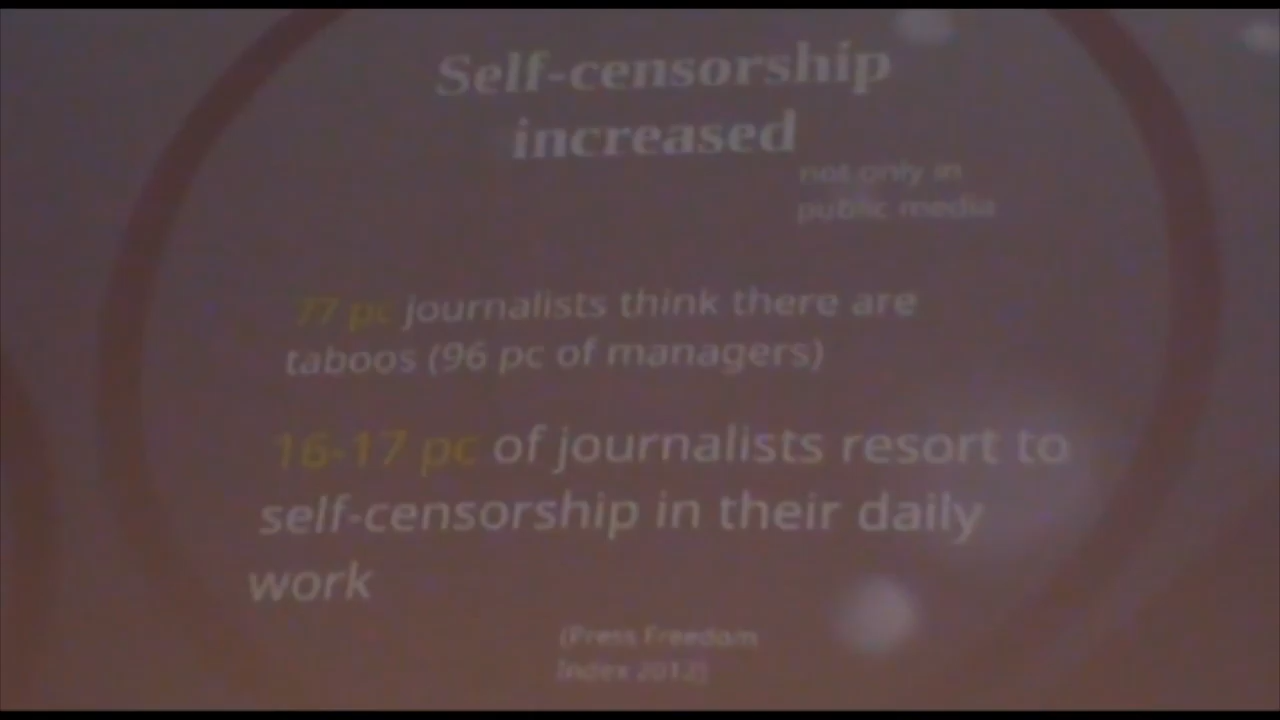 Self-censorship
increased
not only in
public media
77 pc journalists think there are
taboos (96 pc of managers)
16-17 pc of journalists resort to
self-censorship in their daily
work
(Press Freedom
Index 2012)